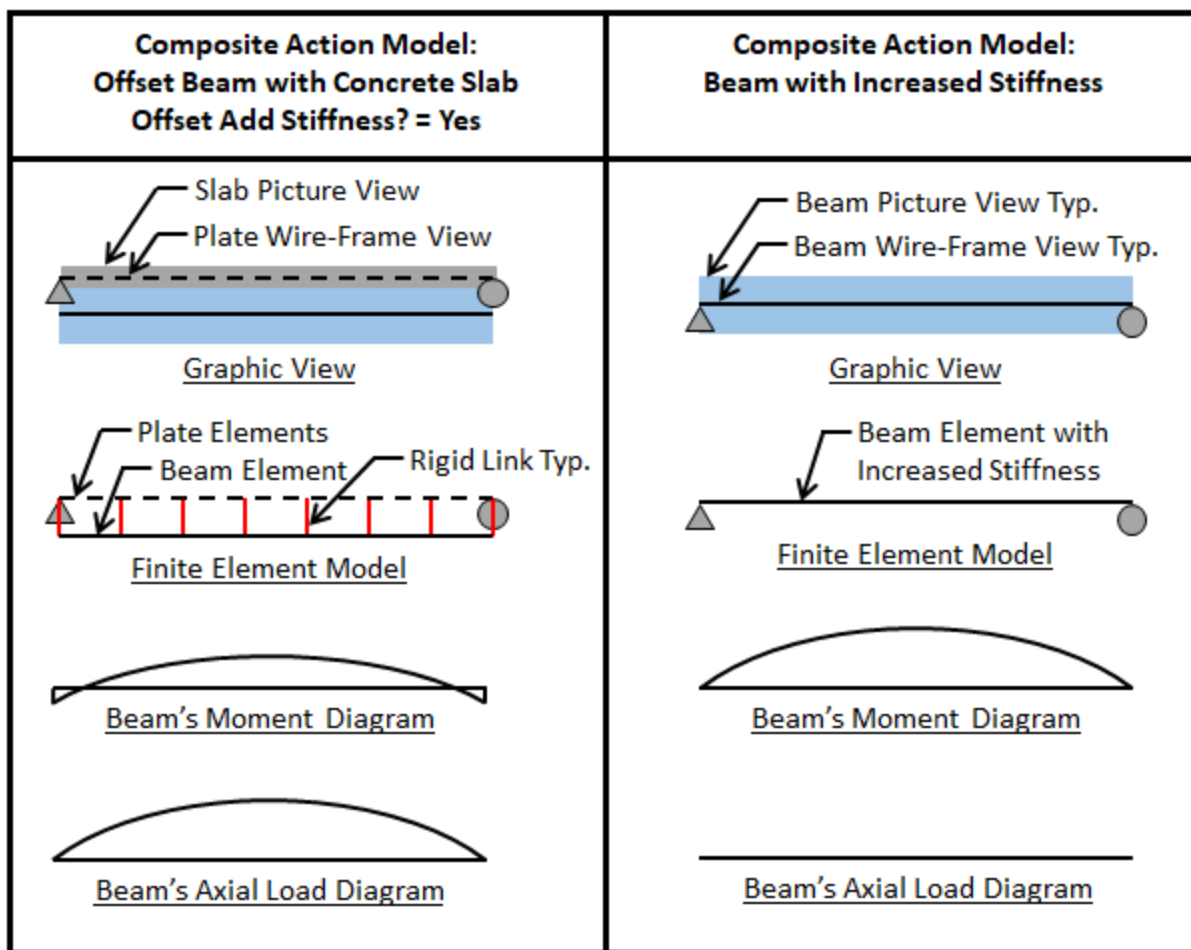 Composite Action Model:
Offset Beam with Concrete Slab
Offset Add Stiffness? = Yes
Composite Action Model:
Beam with Increased Stiffness
Slab Picture View
Plate Wire-Frame View
Graphic View
Plate Elements
Beam Element
Rigid Link Typ.
Finite Element Model
Beam's Moment Diagram
Beam's Axial Load Diagram
Beam Picture View Typ.
Beam Wire-Frame View Typ.
Graphic View
Beam Element with
Increased Stiffness
Finite Element Model
Beam's Moment Diagram
Beam's Axial Load Diagram